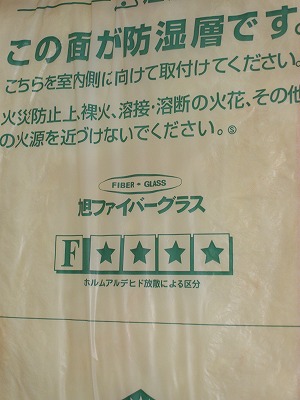 この面が防湿層です。
こちらを室内側に向けて取付けてください。
火災防止上、裸火、溶接・溶断の火花、その他
の火源を近づけないでください。Ⓢ
FIBER-GLASS
旭ファイバーグラス
F★★★★
ホルムアルデヒド放散による区分